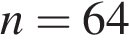 n = 64